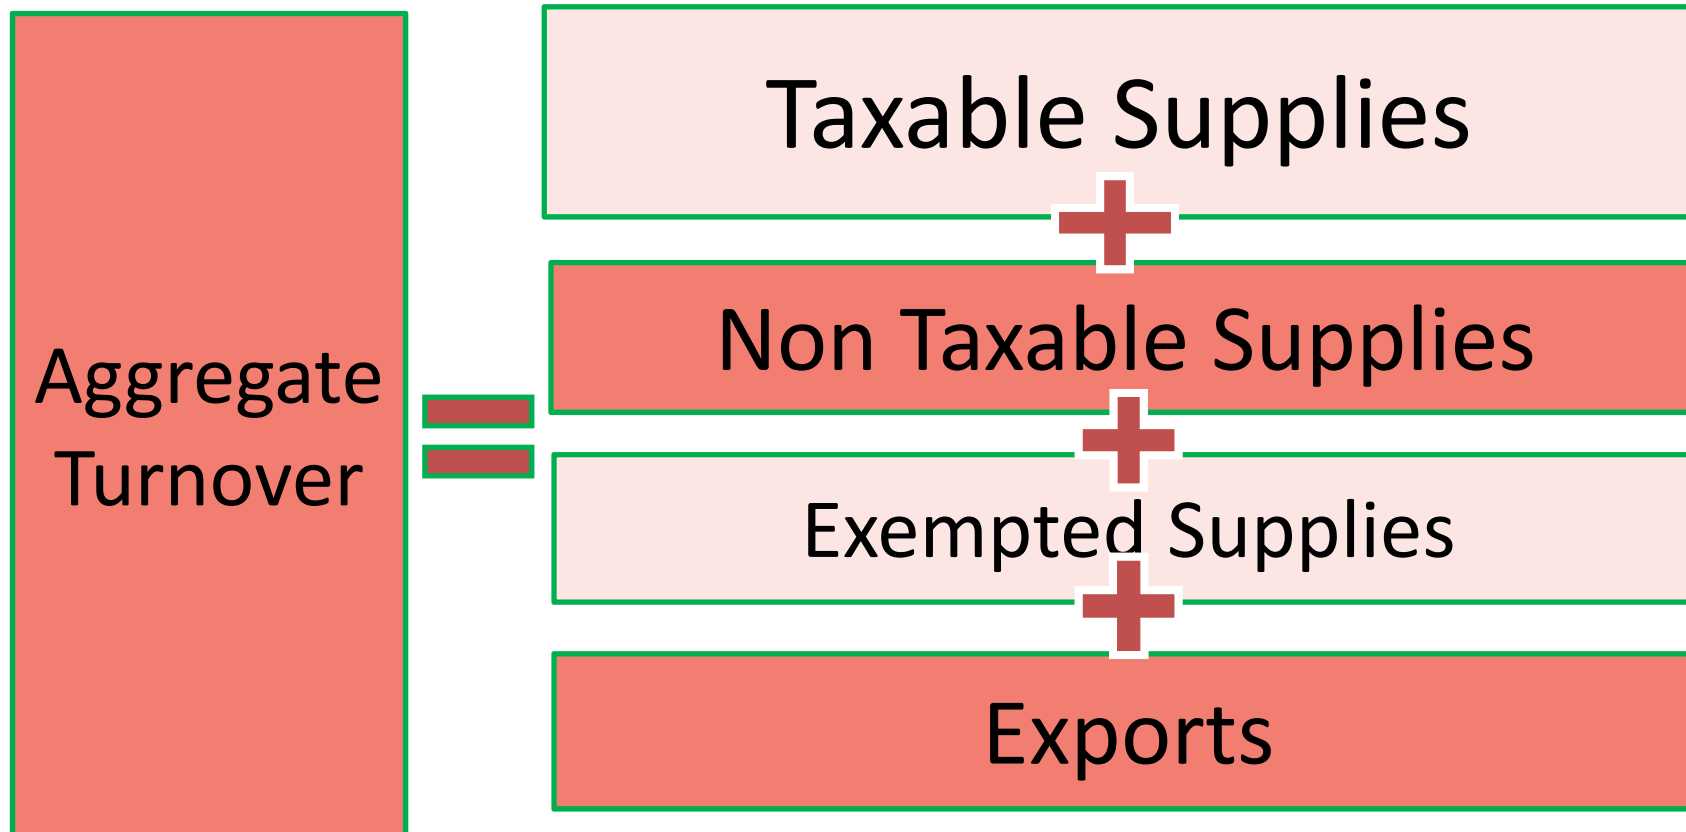 Aggregate
Turnover
Taxable Supplies
Non Taxable Supplies
Exempted Supplies
Exports